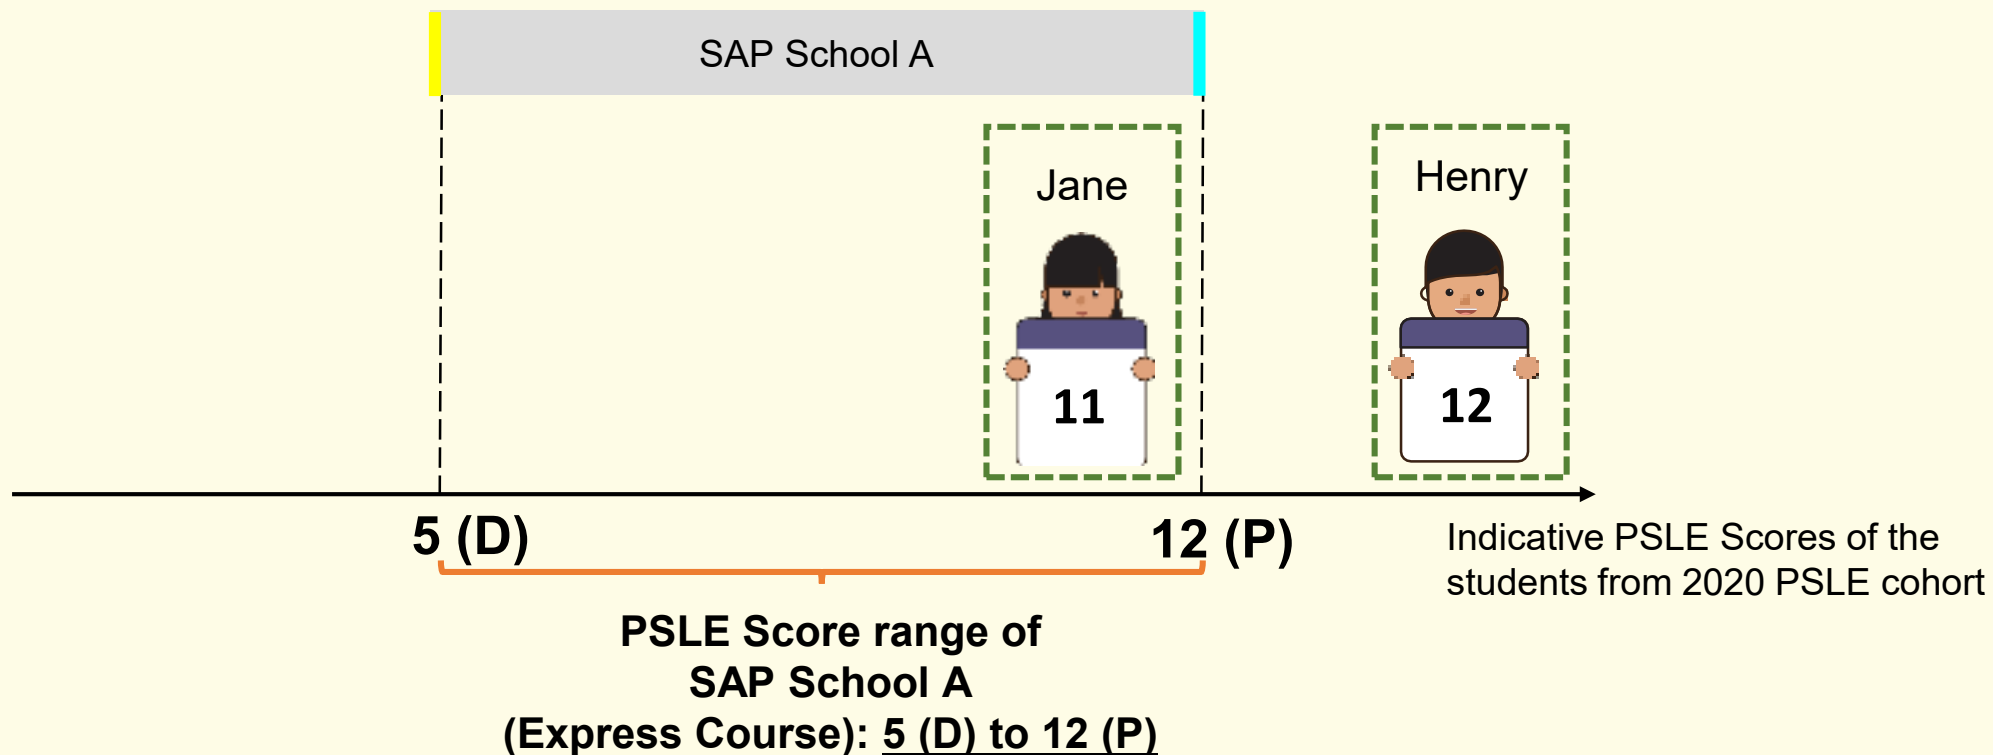 SAP School A
Jane
Henry
11
12
5 (D)
12 (P)
Indicative PSLE Scores of the
students from 2020 PSLE cohort
PSLE Score range of
SAP School A
(Express Course): 5 (D) to 12 (P)